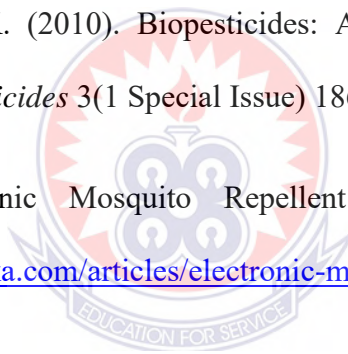 (2010). Biopesticides: A
icides 3(1 Special Issue) 18
nic Mosquito Repellent
a.com/articles/electronic-m
EDUCATION FOR SERVICE